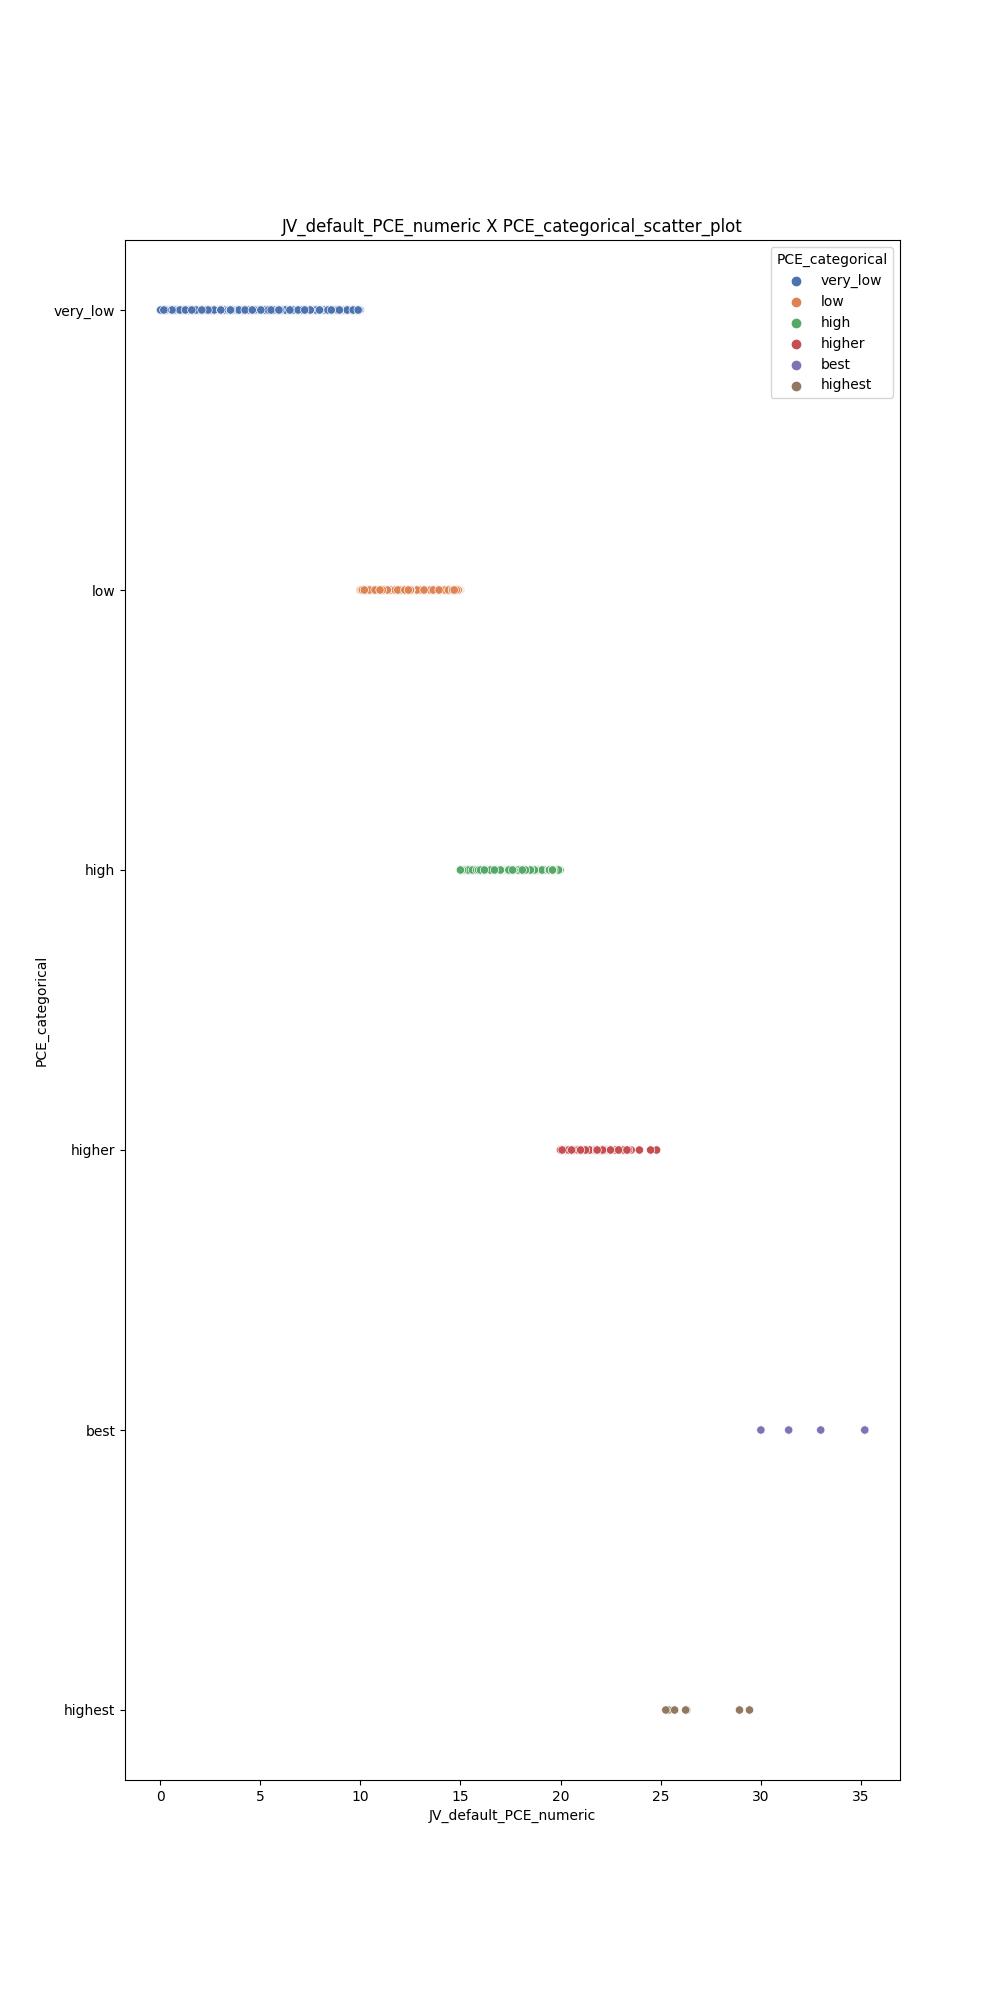 JV_default_PCE_numeric X PCE_categorical_scatter_plot
PCE_categorical
very_low
low
high
higher
best
highest
very_low
low
high
higher
best
highest
PCE_categorical
0 5 10 15 20 25 30 35
JV_default_PCE_numeric